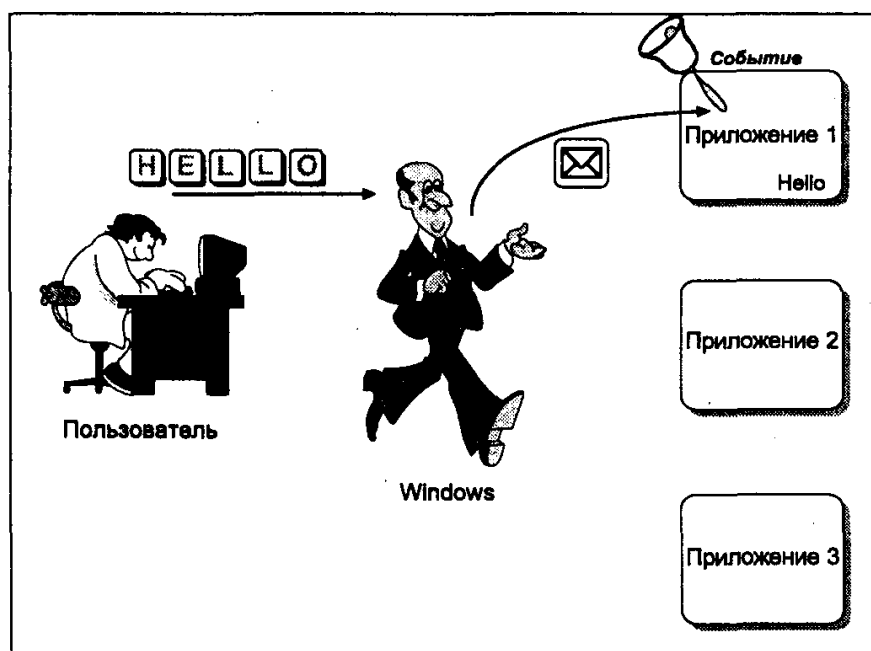 Событие
Приложение 1
Hello
HELLO
Пользователь
Windows
Приложение 2
Приложение 3